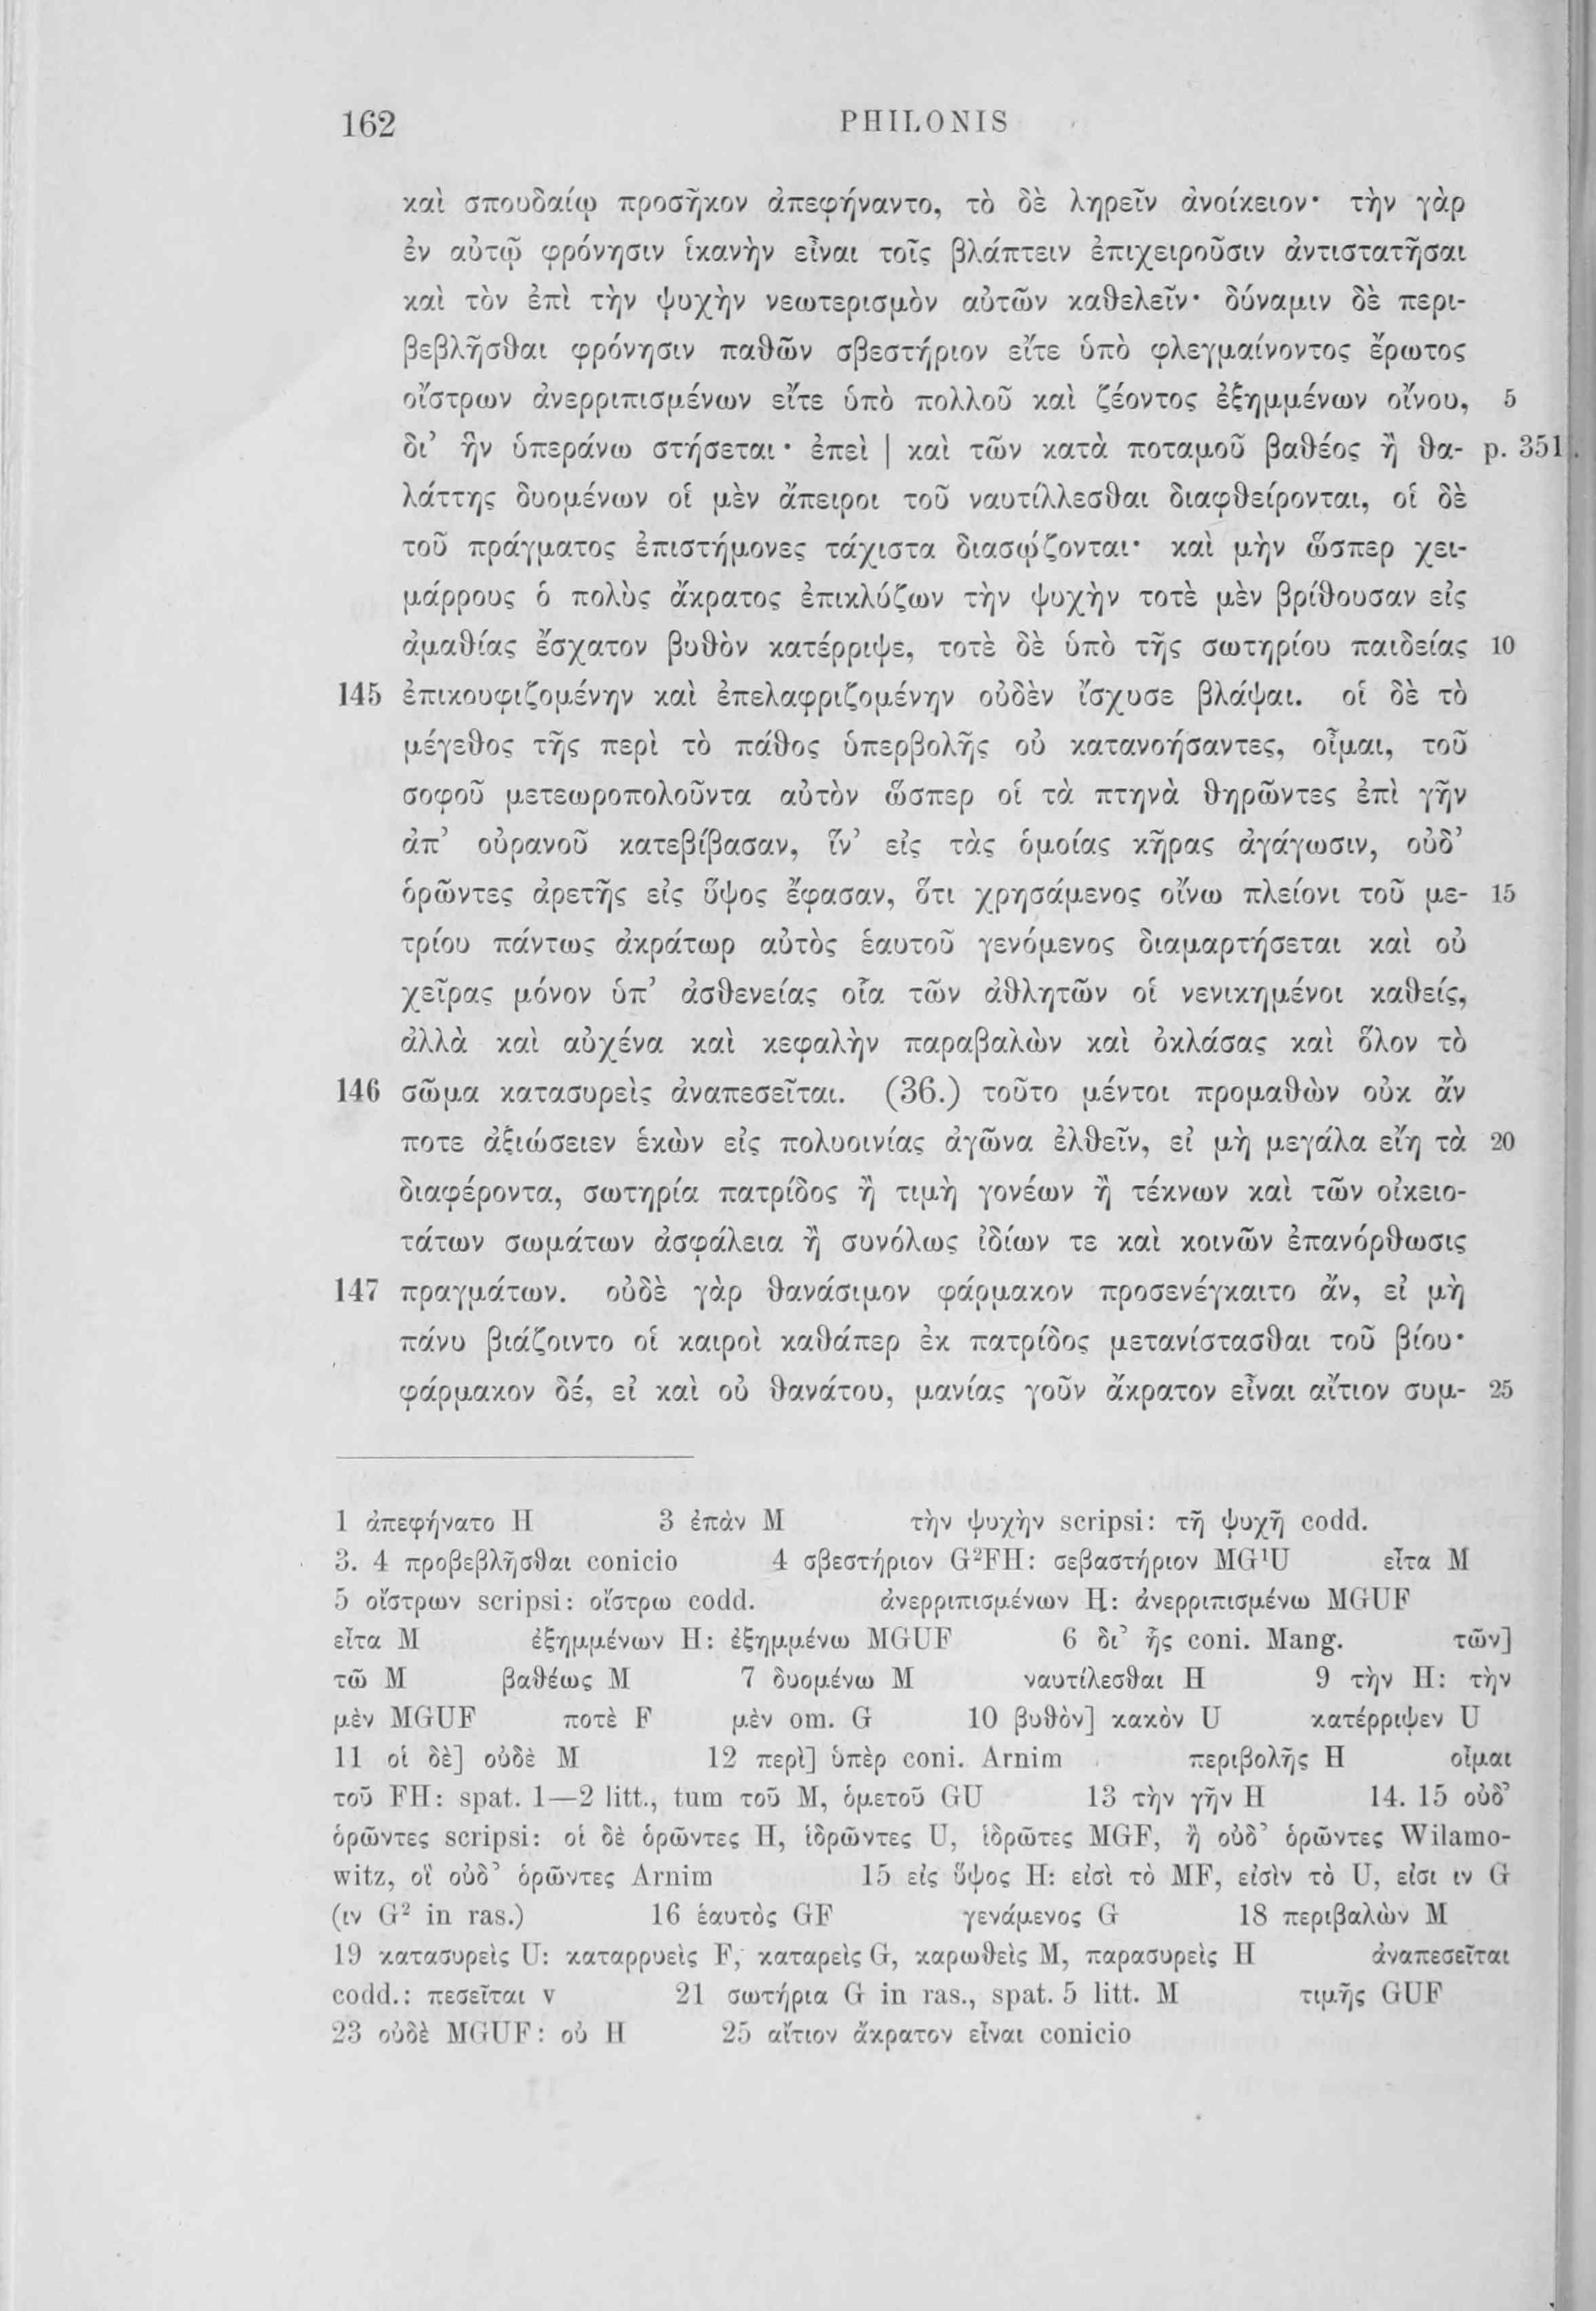 162 PHILONIS
καὶ σπουδαίῳ προσῆκον ἀπεφήναντο, τὸ δὲ ληρεῖν ἀνοίκειον· τὴν γὰρ
ἐν αὐτῷ φρόνησιν ἱκανὴν εἶναι τοῖς βλάπτειν ἐπιχειροῦσιν ἀντιστατῆσαι
καὶ τὸν ἐπὶ τὴν ψυχὴν νεωτερισμὸν αὐτῶν καθελεῖν· δύναμιν δὲ περι-
βεβλῆσθαι φρόνησιν παθῶν σβεστήριον εἴτε ὑπὸ φλεγμαίνοντος ἔρωτος
οἴστρων ἀνερριπισμένων εἴτε ὑπὸ πολλοῦ καὶ ζέοντος ἐξημμένων οἴνου, 5
δι’ ἣν ὑπεράνω στήσεται· ἐπεὶ | καὶ τῶν κατὰ ποταμοῦ βαθέος ἢ θα- p. 351
λάττης δυομένων οἱ μὲν ἄπειροι τοῦ ναυτίλλεσθαι διαφθείρονται, οἱ δὲ
τοῦ πράγματος ἐπιστήμονες τάχιστα διασῴζονται· καὶ μὴν ὥσπερ χει-
μάρρους ὁ πολὺς ἄκρατος ἐπικλύζων τὴν ψυχὴν τοτὲ μὲν βρίθουσαν εἰς
ἀμαθίας ἔσχατον βυθὸν κατέρριψε, τοτὲ δὲ ὑπὸ τῆς σωτηρίου παιδείας 10
145 ἐπικουφιζομένην καὶ ἐπελαφριζομένην οὐδὲν ἴσχυσε βλάψαι. οἱ δὲ τὸ
μέγεθος τῆς περὶ τὸ πάθος ὑπερβολῆς οὐ κατανοήσαντες, οἶμαι, τοῦ
σοφοῦ μετεωροπολοῦντα αὐτὸν ὥσπερ οἱ τὰ πτηνὰ θηρῶντες ἐπὶ γῆν
ἀπ’ οὐρανοῦ κατεβίβασαν, ἵν’ εἰς τὰς ὁμοίας κῆρας ἀγάγωσιν, οὐδ’
ὁρῶντες ἀρετῆς εἰς ὕψος ἔφασαν, ὅτι χρησάμενος οἴνω πλείονι τοῦ με- 15
τρίου πάντως ἀκράτωρ αὐτὸς ἑαυτοῦ γενόμενος διαμαρτήσεται καὶ οὐ
χεῖρας μόνον ὑπ’ ἀσθενείας οἷα τῶν ἀθλητῶν οἱ νενικημένοι καθείς,
ἀλλὰ καὶ αὐχένα καὶ κεφαλὴν παραβαλὼν καὶ ὀκλάσας καὶ ὅλον τὸ
146 σῶμα κατασυρεὶς ἀναπεσεῖται. (36.) τοῦτο μέντοι προμαθὼν οὐκ ἄν
ποτε ἀξιώσειεν ἑκὼν εἰς πολυοινίας ἀγῶνα ἐλθεῖν, εἰ μὴ μεγάλα εἴη τὰ 20
διαφέροντα, σωτηρία πατρίδος ἢ τιμὴ γονέων ἢ τέκνων καὶ τῶν οἰκειο-
τάτων σωμάτων ἀσφάλεια ἢ συνόλως ἰδίων τε καὶ κοινῶν ἐπανόρθωσις
147 πραγμάτων. οὐδὲ γὰρ θανάσιμον φάρμακον προσενέγκαιτο ἄν, εἰ μὴ
πάνυ βιάζοιντο οἱ καιροὶ καθάπερ ἐκ πατρίδος μετανίστασθαι τοῦ βίου·
φάρμακον δέ, εἰ καὶ οὐ θανάτου, μανίας γοῦν ἄκρατον εἶναι αἴτιον συμ- 25
1 ἀπεφήνατο H 3 ἐπὰν M τὴν ψυχὴν scripsi: τῇ ψυχῇ codd.
3. 4 προβεβλῆσθαι conicio 4 σβεστήριον G²FH: σεβαστήριον MG¹U εἶτα M
5 οἴστρων scripsi: οἴστρω codd. ἀνερριπισμένων H: ἀνερριπισμένω MGUF
εἶτα M ἐξημμένων H: ἐξημμένω MGUF 6 δι’ ἧς coni. Mang. τῶν]
τῶ M βαθέως M 7 δυομένω M ναυτίλεσθαι H 9 τὴν H: τὴν
μὲν MGUF ποτὲ F μὲν om. G 10 βυθὸν] κακὸν U κατέρριψεν U
11 οἱ δὲ] οὐδὲ M 12 περὶ] ὑπὲρ coni. Arnim περιβολῆς H οἶμαι
τοῦ FH: spat. 1—2 litt., tum τοῦ M, ὁμετοῦ GU 13 τὴν γῆν H 14. 15 οὐδ’
ὁρῶντες scripsi: οἱ δὲ ὁρῶντες H, ἱδρῶντες U, ἱδρῶτες MGF, ἢ οὐδ’ ὁρῶντες Wilamo-
witz, οἳ οὐδ’ ὁρῶντες Arnim 15 εἰς ὕψος H: εἰσὶ τὸ MF, εἰσὶν τὸ U, εἰσι ιν G
(ιν G² in ras.) 16 ἑαυτὸς GF γενάμενος G 18 περιβαλὼν M
19 κατασυρεὶς U: καταρρυεὶς F, καταρεὶς G, καρωθεὶς M, παρασυρεὶς H ἀναπεσεῖται
codd.: πεσεῖται v 21 σωτήρια G in ras., spat. 5 litt. M τιμῆς GUF
23 οὐδὲ MGUF: οὐ H 25 αἴτιον ἄκρατον εἶναι conicio